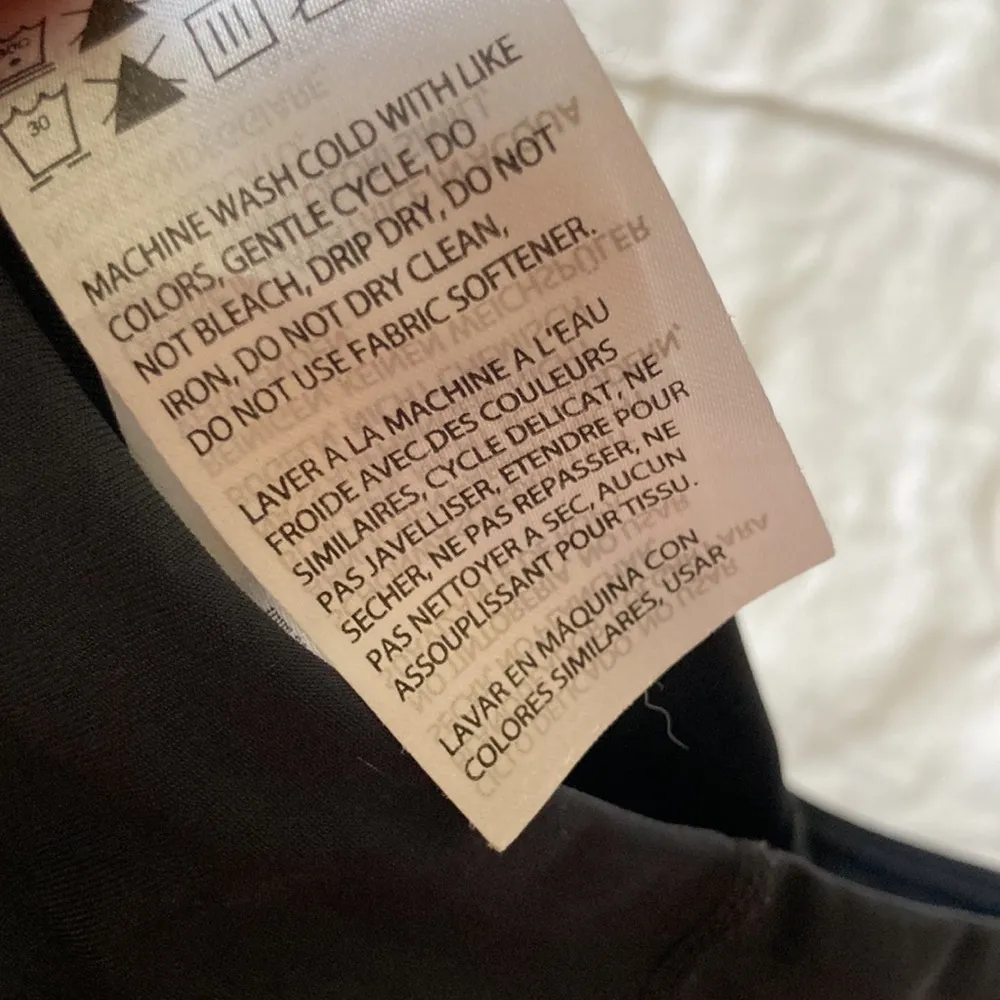 30
MACHINE WASH COLD WITH LIKE
COLORS, GENTLE CYCLE, DO
NOT BLEACH, DRIP DRY, DO NOT
IRON, DO NOT DRY CLEAN,
DO NOT USE FABRIC SOFTENER.
LAVER A LA MACHINE A L'EAU
FROIDE AVEC DES COULEURS
SIMILAIRES, CYCLE DELICAT, NE
PAS JAVELLISER, ETENDRE POUR
SECHER, NE PAS REPASSER, NE
PAS NETTOYER A SEC, AUCUN
ASSOUPLISSANT POUR TISSU.
LAVAR EN MÁQUINA CON
COLORES SIMILARES, USAR